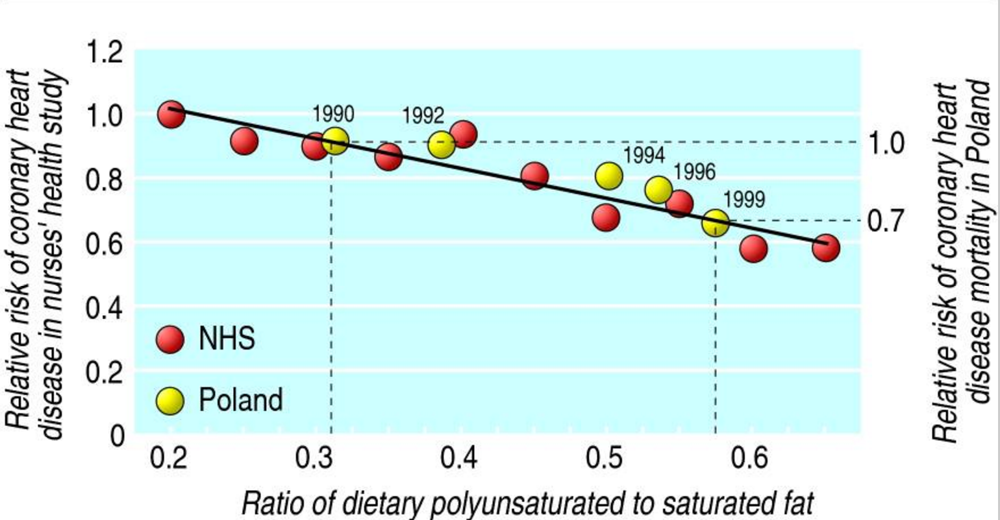 Relative risk of coronary heart
disease in nurses' health study
1.2
1.0
0.8
0.6
0.4
0.2
0
1990
1992
1994
1996
1999
1.0
0.7
NHS
Poland
0.2
0.3
0.4
0.5
0.6
Ratio of dietary polyunsaturated to saturated fat
Relative risk of coronary heart
disease mortality in Poland